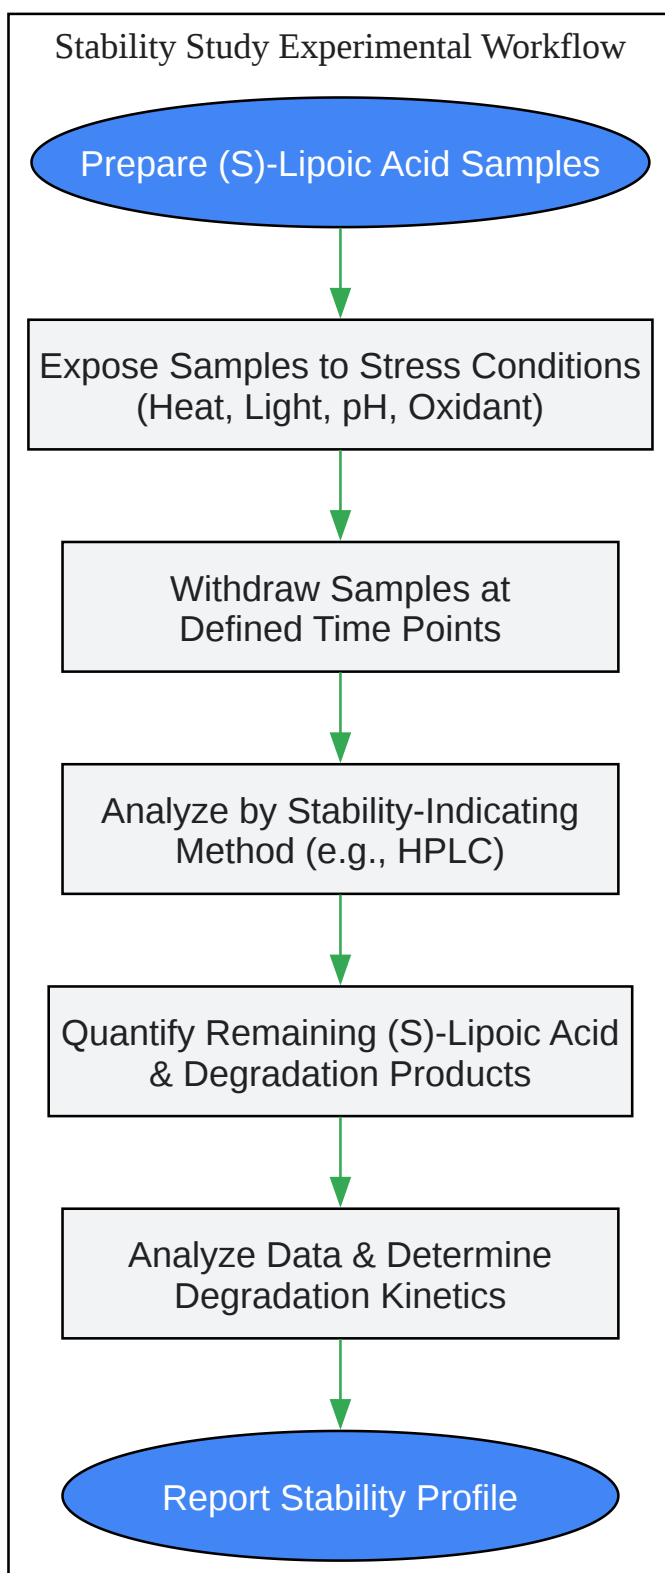 Stability Study Experimental Workflow
Prepare (S)-Lipoic Acid Samples
Expose Samples to Stress Conditions
(Heat, Light, pH, Oxidant)
Withdraw Samples at
Defined Time Points
Analyze by Stability-Indicating
Method (e.g., HPLC)
Quantify Remaining (S)-Lipoic Acid
& Degradation Products
Analyze Data & Determine
Degradation Kinetics
Report Stability Profile